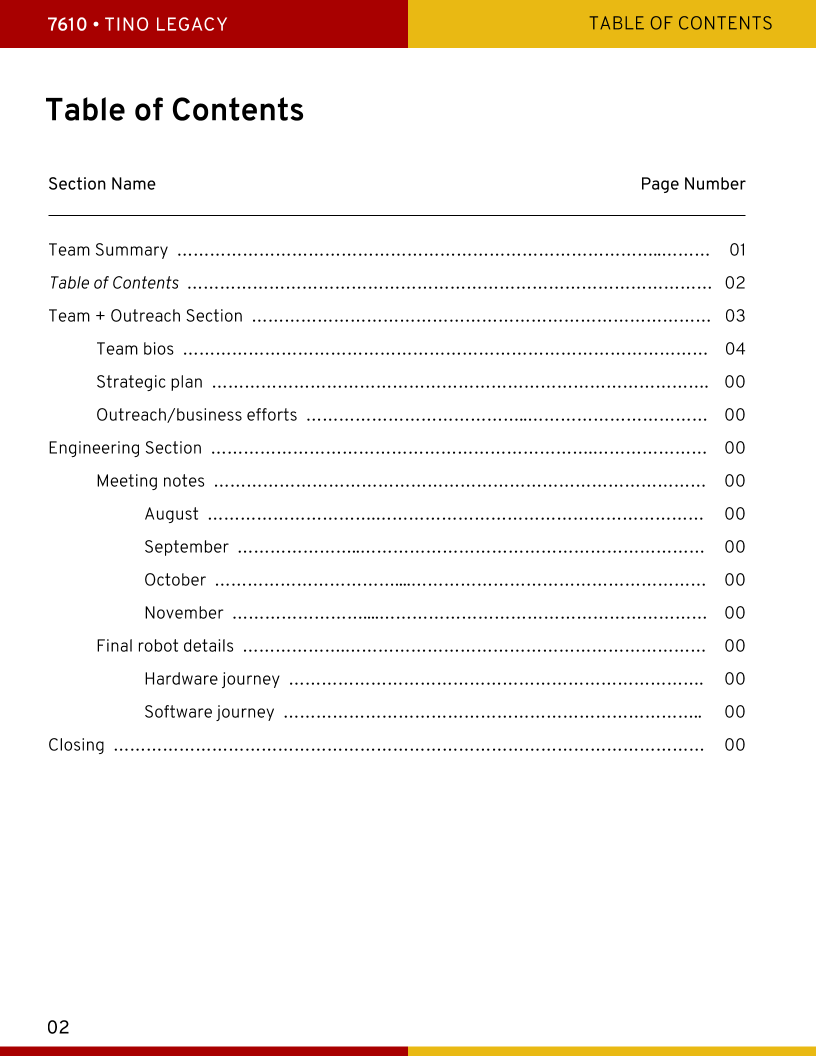 7610 • TINO LEGACY
TABLE OF CONTENTS
Table of Contents
Section Name Page Number
Team Summary ……………………………………………………………………………..……… 01
Table of Contents …………………………………………………………………………………… 02
Team + Outreach Section ………………………………………………………………………… 03
Team bios …………………………………………………………………………………… 04
Strategic plan ………………………………………………………………………………. 00
Outreach/business efforts …………………………………..…………………………… 00
Engineering Section …………………………………………………………….………………… 00
Meeting notes ……………………………………………………………………………… 00
August ………………………….…………………………………………………… 00
September …………………..……………………………………………………… 00
October ……………………………....……………………………………………… 00
November ……………………....…………………………………………………… 00
Final robot details ……………….………………………………………………………… 00
Hardware journey …………………………………………………………………. 00
Software journey ………………………………………………………………….. 00
Closing ……………………………………………………………………………………………… 00
02